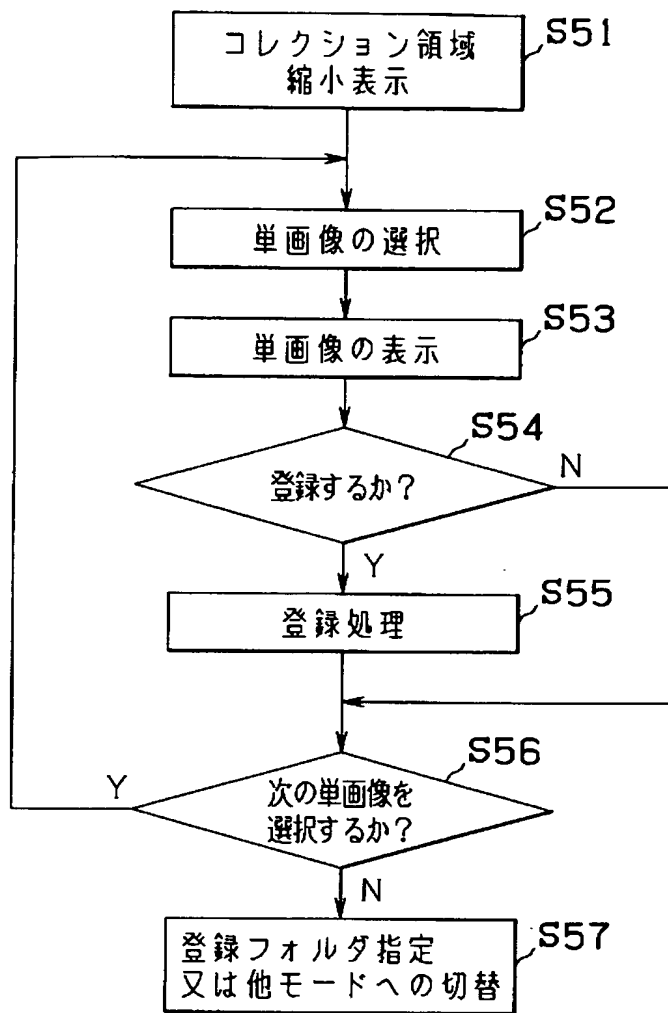 コレクション領域
縮小表示
S51
単画像の選択
S52
単画像の表示
S53
登録するか?
S54
N
Y
登録処理
S55
次の単画像を
選択するか?
S56
Y
N
登録フォルダ指定
又は他モードへの切替
S57